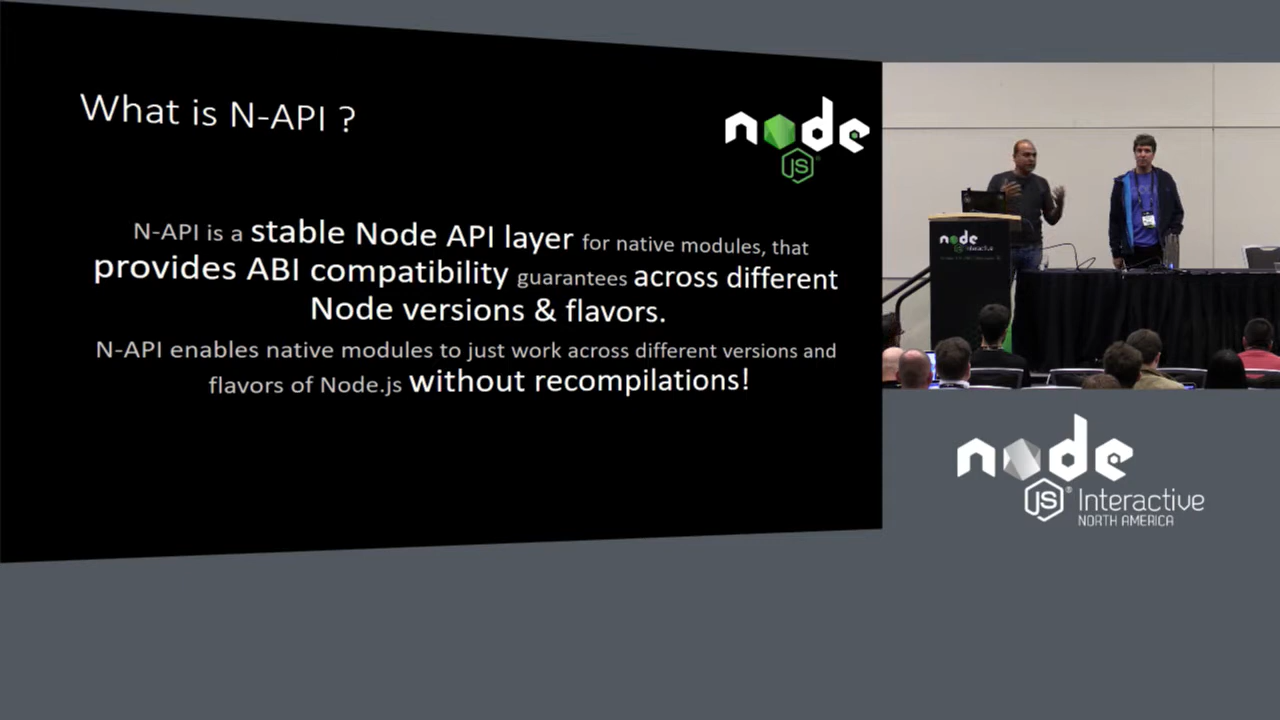 What is N-API ?
node
JS
N-API is a stable Node API layer for native modules, that
provides ABI compatibility guarantees across different
Node versions & flavors.
N-API enables native modules to just work across different versions and
flavors of Node.js without recompilations!
node
interactive
node
JS® Interactive
NORTH AMERICA